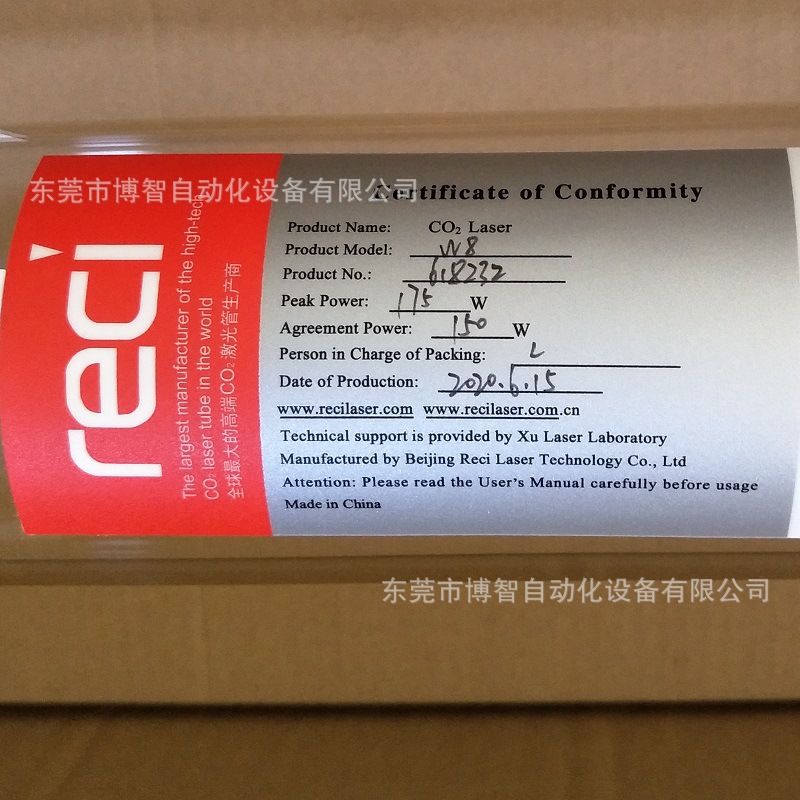 东莞市博智自动化设备有限公司
reci
The largest manufacturer of the high-tech
CO₂ laser tube in the world
全球最大的高端CO₂激光管生产商
Certificate of Conformity
Product Name: CO₂ Laser
Product Model: W8
Product No.: 618232
Peak Power: 175 W
Agreement Power: 150 W
Person in Charge of Packing: L
Date of Production: 2020.6.15
www.recilaser.com www.recilaser.com.cn
Technical support is provided by Xu Laser Laboratory
Manufactured by Beijing Reci Laser Technology Co., Ltd
Attention: Please read the User's Manual carefully before usage
Made in China
东莞市博智自动化设备有限公司